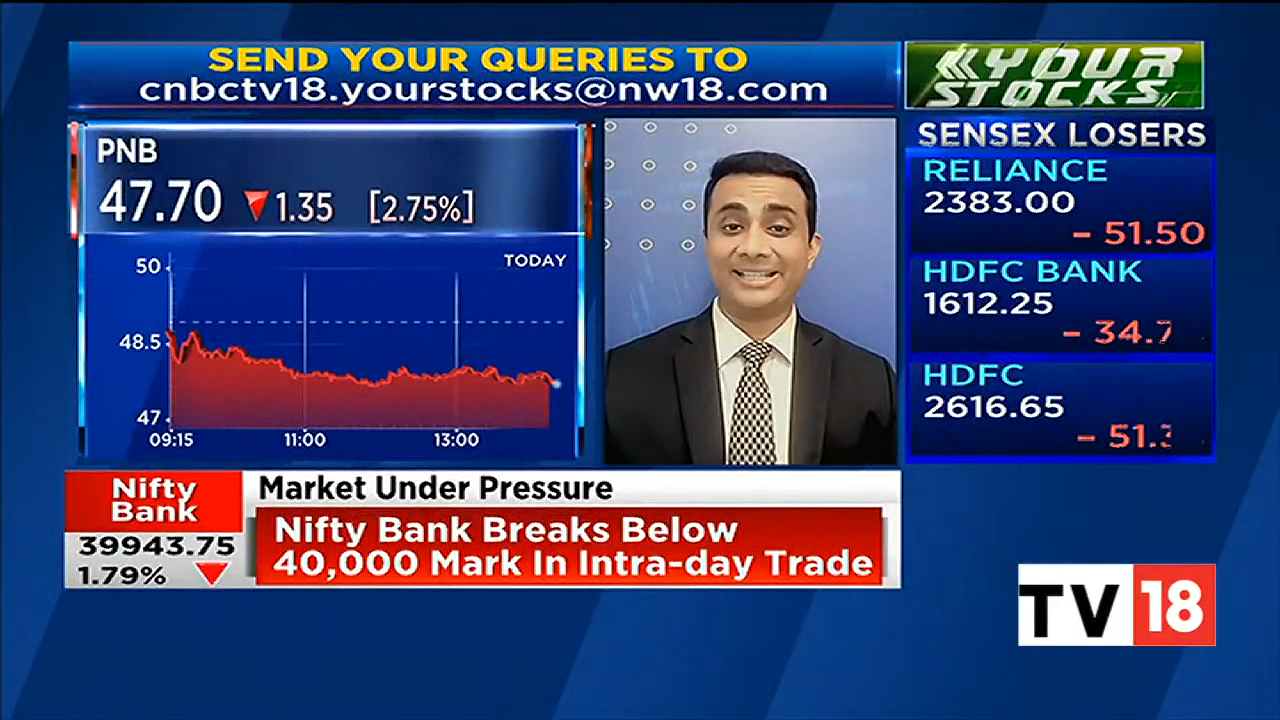 SEND YOUR QUERIES TO
cnbctv18.yourstocks@nw18.com
YOUR
STOCKS
PNB
47.70 ▼ 1.35 [2.75%]
TODAY
50
48.5
47
09:15 11:00 13:00
SENSEX LOSERS
RELIANCE
2383.00
- 51.50
HDFC BANK
1612.25
- 34.7
HDFC
2616.65
- 51.
Nifty
Bank
39943.75
1.79% ▼
Market Under Pressure
Nifty Bank Breaks Below
40,000 Mark In Intra-day Trade
TV18